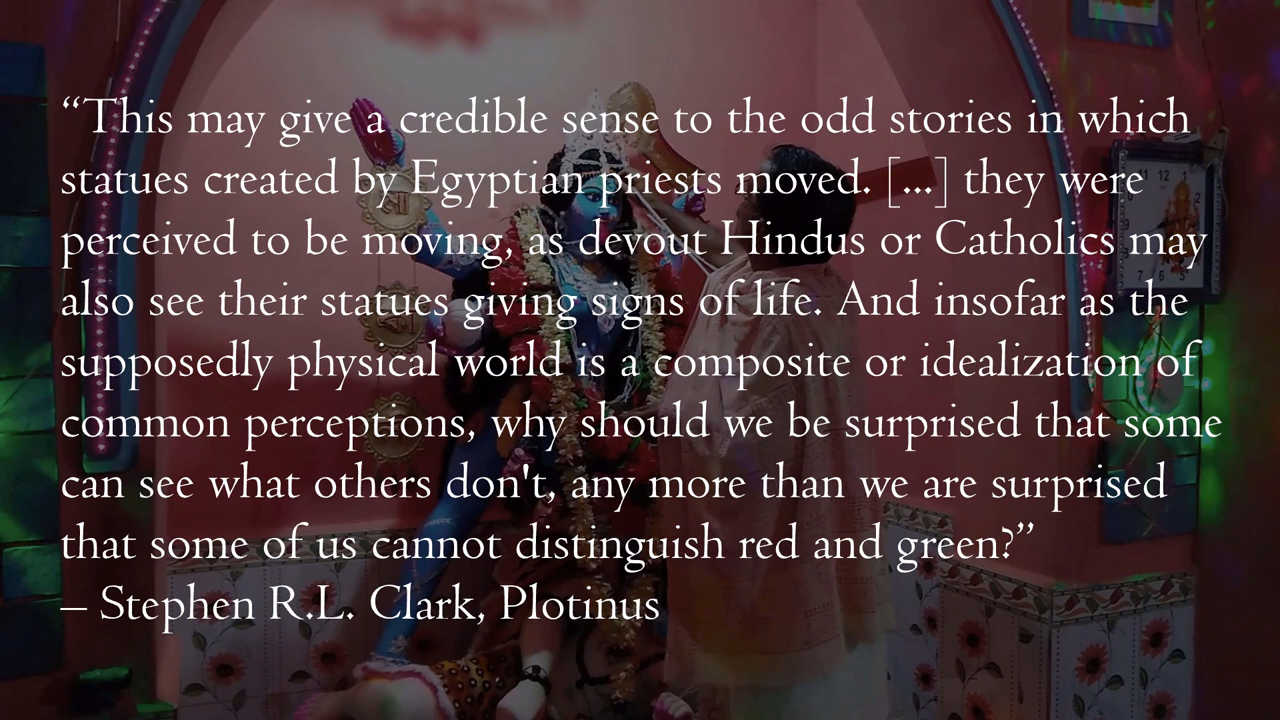 “This may give a credible sense to the odd stories in which
statues created by Egyptian priests moved. [...] they were
perceived to be moving, as devout Hindus or Catholics may
also see their statues giving signs of life. And insofar as the
supposedly physical world is a composite or idealization of
common perceptions, why should we be surprised that some
can see what others don't, any more than we are surprised
that some of us cannot distinguish red and green?”
– Stephen R.L. Clark, Plotinus